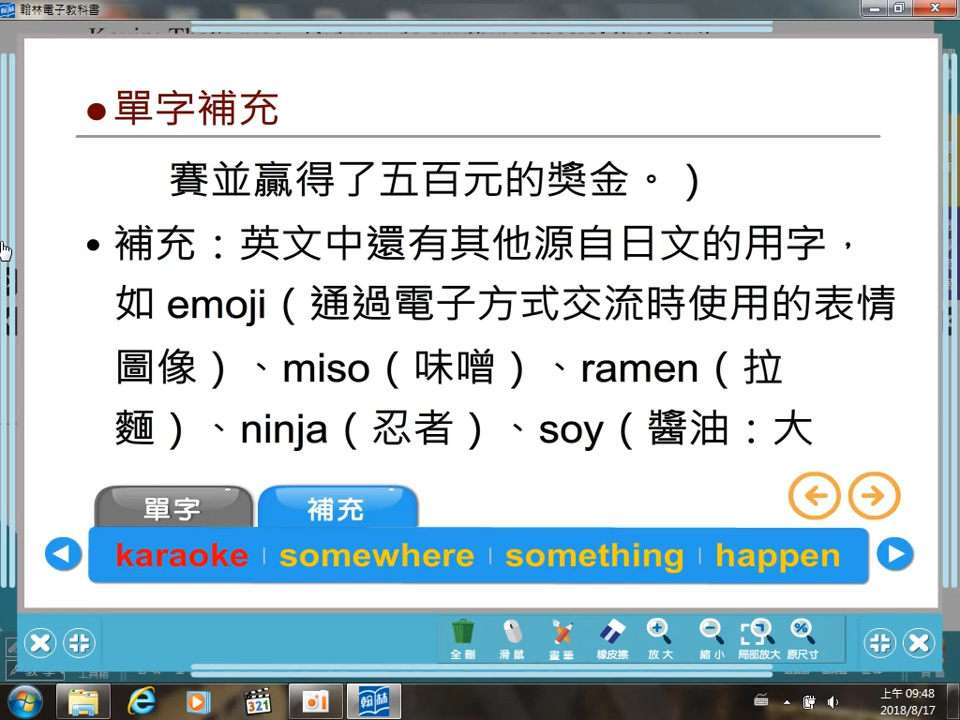 翰林電子教科書
●單字補充
賽並贏得了五百元的獎金。）
• 補充：英文中還有其他源自日文的用字，
如 emoji（通過電子方式交流時使用的表情
圖像）、miso（味噌）、ramen（拉
麵）、ninja（忍者）、soy（醬油：大
單字 補充
karaoke | somewhere | something | happen
全刪 滑鼠 畫筆 橡皮擦 放大 縮小 局部放大 原尺寸
321
翰林
上午 09:48
2018/8/17